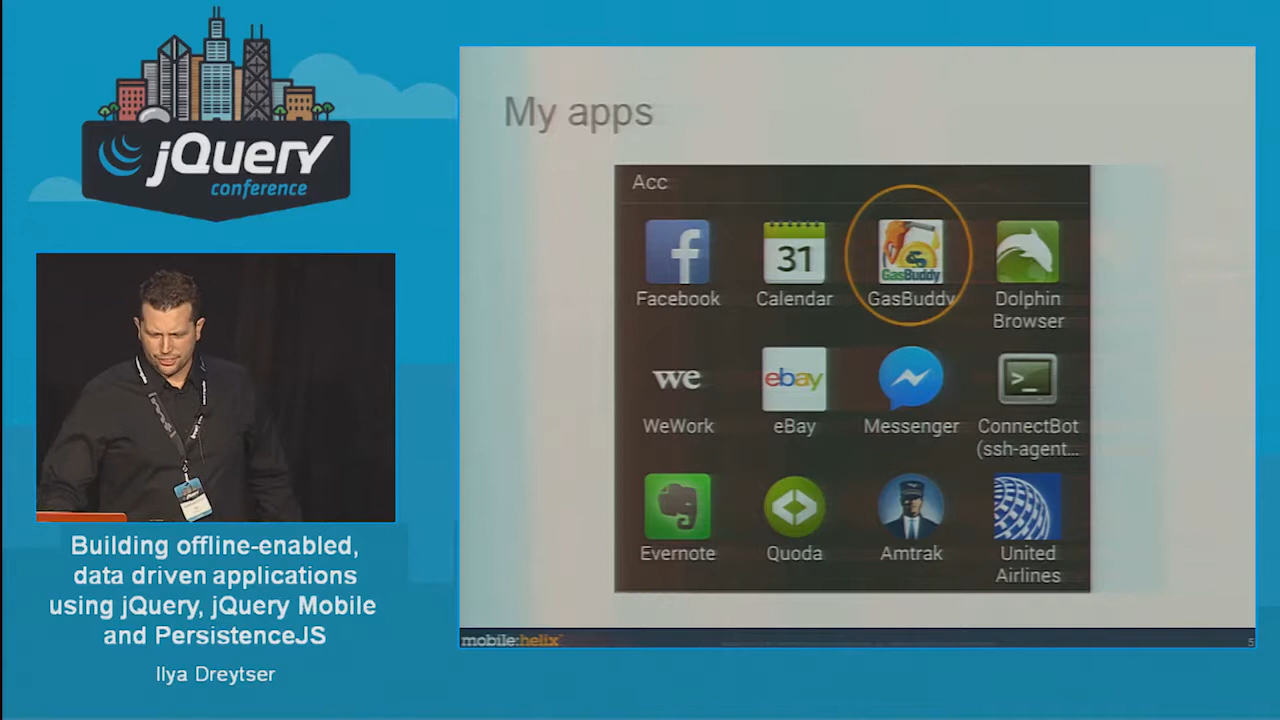 jQuery
conference
Building offline-enabled,
data driven applications
using jQuery, jQuery Mobile
and PersistenceJS
Ilya Dreytser
My apps
Acc
31
GasBuddy
Facebook
Calendar
GasBuddy
Dolphin
Browser
we
ebay
>_
WeWork
eBay
Messenger
ConnectBot
(ssh-agent...
Evernote
Quoda
Amtrak
United
Airlines
mobile:helix
5